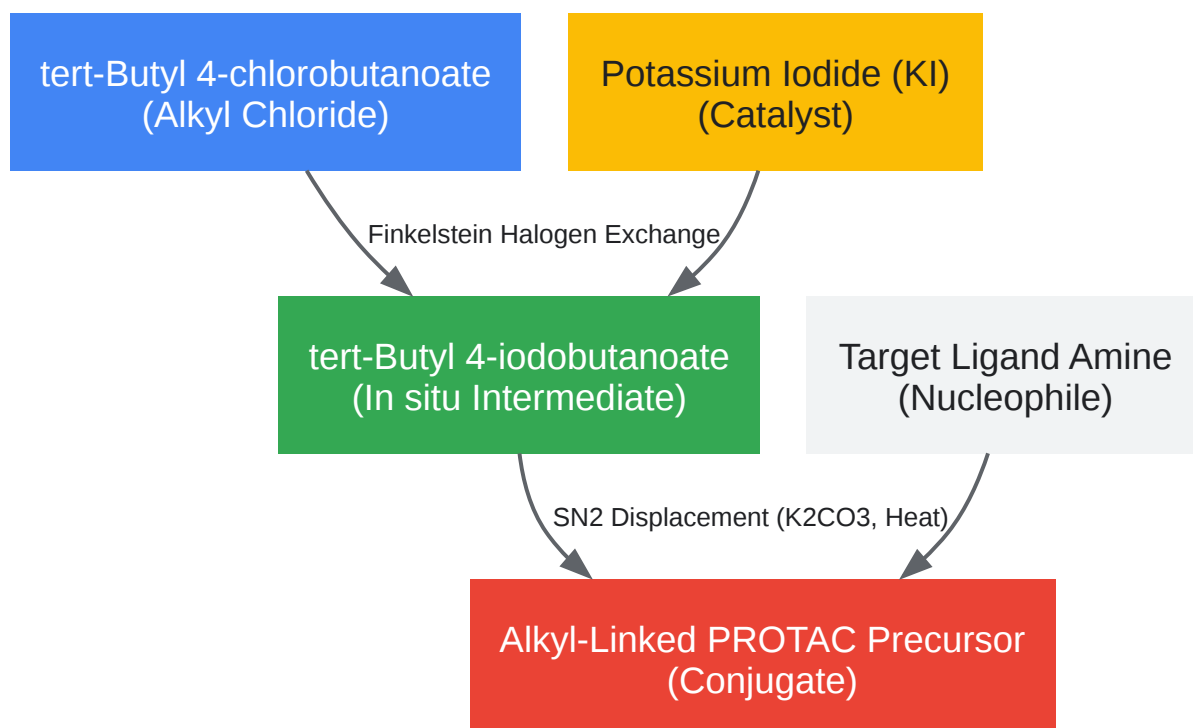 tert-Butyl 4-chlorobutanoate
(Alkyl Chloride)
Potassium Iodide (KI)
(Catalyst)
Finkelstein Halogen Exchange
tert-Butyl 4-iodobutanoate
(In situ Intermediate)
Target Ligand Amine
(Nucleophile)
SN2 Displacement (K2CO3, Heat)
Alkyl-Linked PROTAC Precursor
(Conjugate)